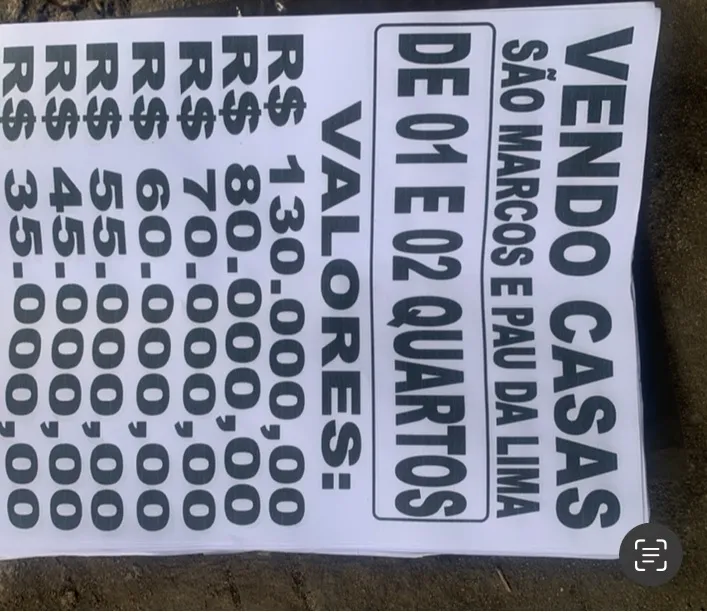 VENDO CASAS
SÃO MARCOS E PAU DA LIMA
DE 01 E 02 QUARTOS
VALORES:
R$ 130.000,00
R$ 80.000,00
R$ 70.000,00
R$ 60.000,00
R$ 55.000,00
R$ 45.000,00
R$ 35.000,00